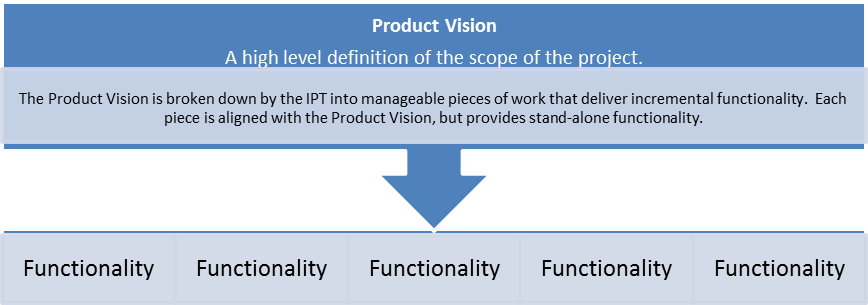 Product Vision
A high level definition of the scope of the project.
The Product Vision is broken down by the IPT into manageable pieces of work that deliver incremental functionality.  Each
piece is aligned with the Product Vision, but provides stand-alone functionality.
Functionality Functionality Functionality Functionality Functionality